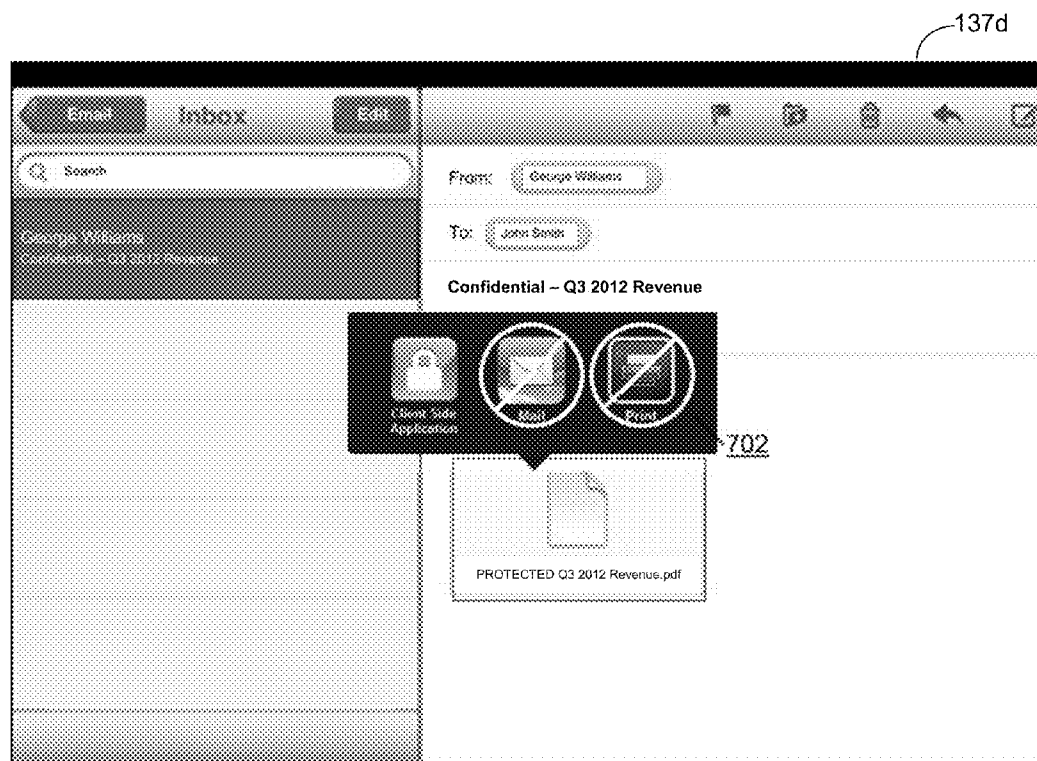 137d
Email Inbox Edit
Search
From: George Williams
George Williams
Confidential – Q3 2012 Revenue
To: John Smith
Confidential – Q3 2012 Revenue
Client Side
Application
Mail
Print
702
PROTECTED Q3 2012 Revenue.pdf